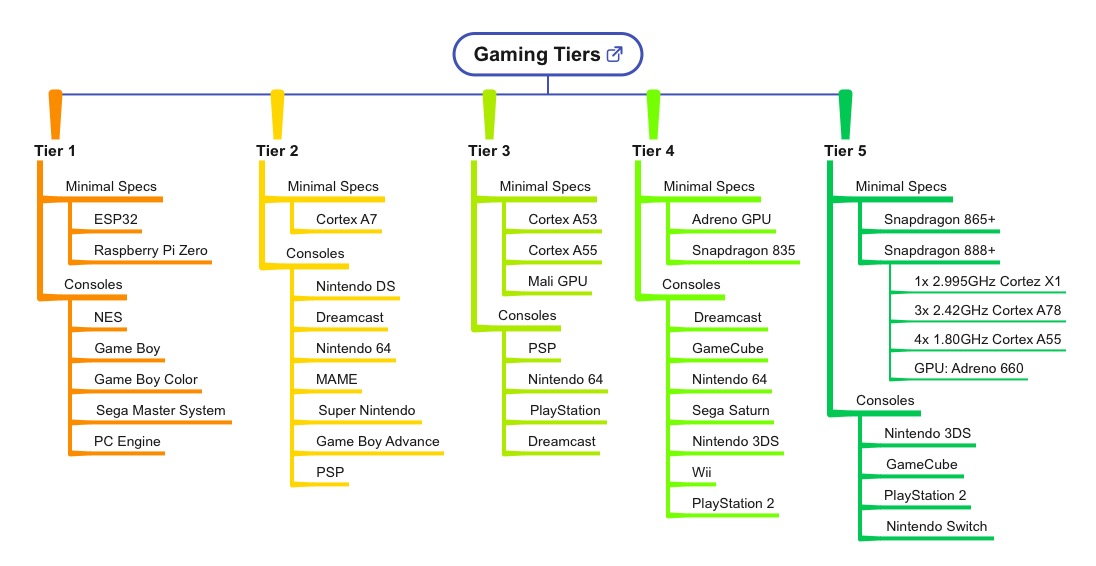 Gaming Tiers
Tier 1
Minimal Specs
ESP32
Raspberry Pi Zero
Consoles
NES
Game Boy
Game Boy Color
Sega Master System
PC Engine
Tier 2
Minimal Specs
Cortex A7
Consoles
Nintendo DS
Dreamcast
Nintendo 64
MAME
Super Nintendo
Game Boy Advance
PSP
Tier 3
Minimal Specs
Cortex A53
Cortex A55
Mali GPU
Consoles
PSP
Nintendo 64
PlayStation
Dreamcast
Tier 4
Minimal Specs
Adreno GPU
Snapdragon 835
Consoles
Dreamcast
GameCube
Nintendo 64
Sega Saturn
Nintendo 3DS
Wii
PlayStation 2
Tier 5
Minimal Specs
Snapdragon 865+
Snapdragon 888+
1x 2.995GHz Cortez X1
3x 2.42GHz Cortex A78
4x 1.80GHz Cortex A55
GPU: Adreno 660
Consoles
Nintendo 3DS
GameCube
PlayStation 2
Nintendo Switch